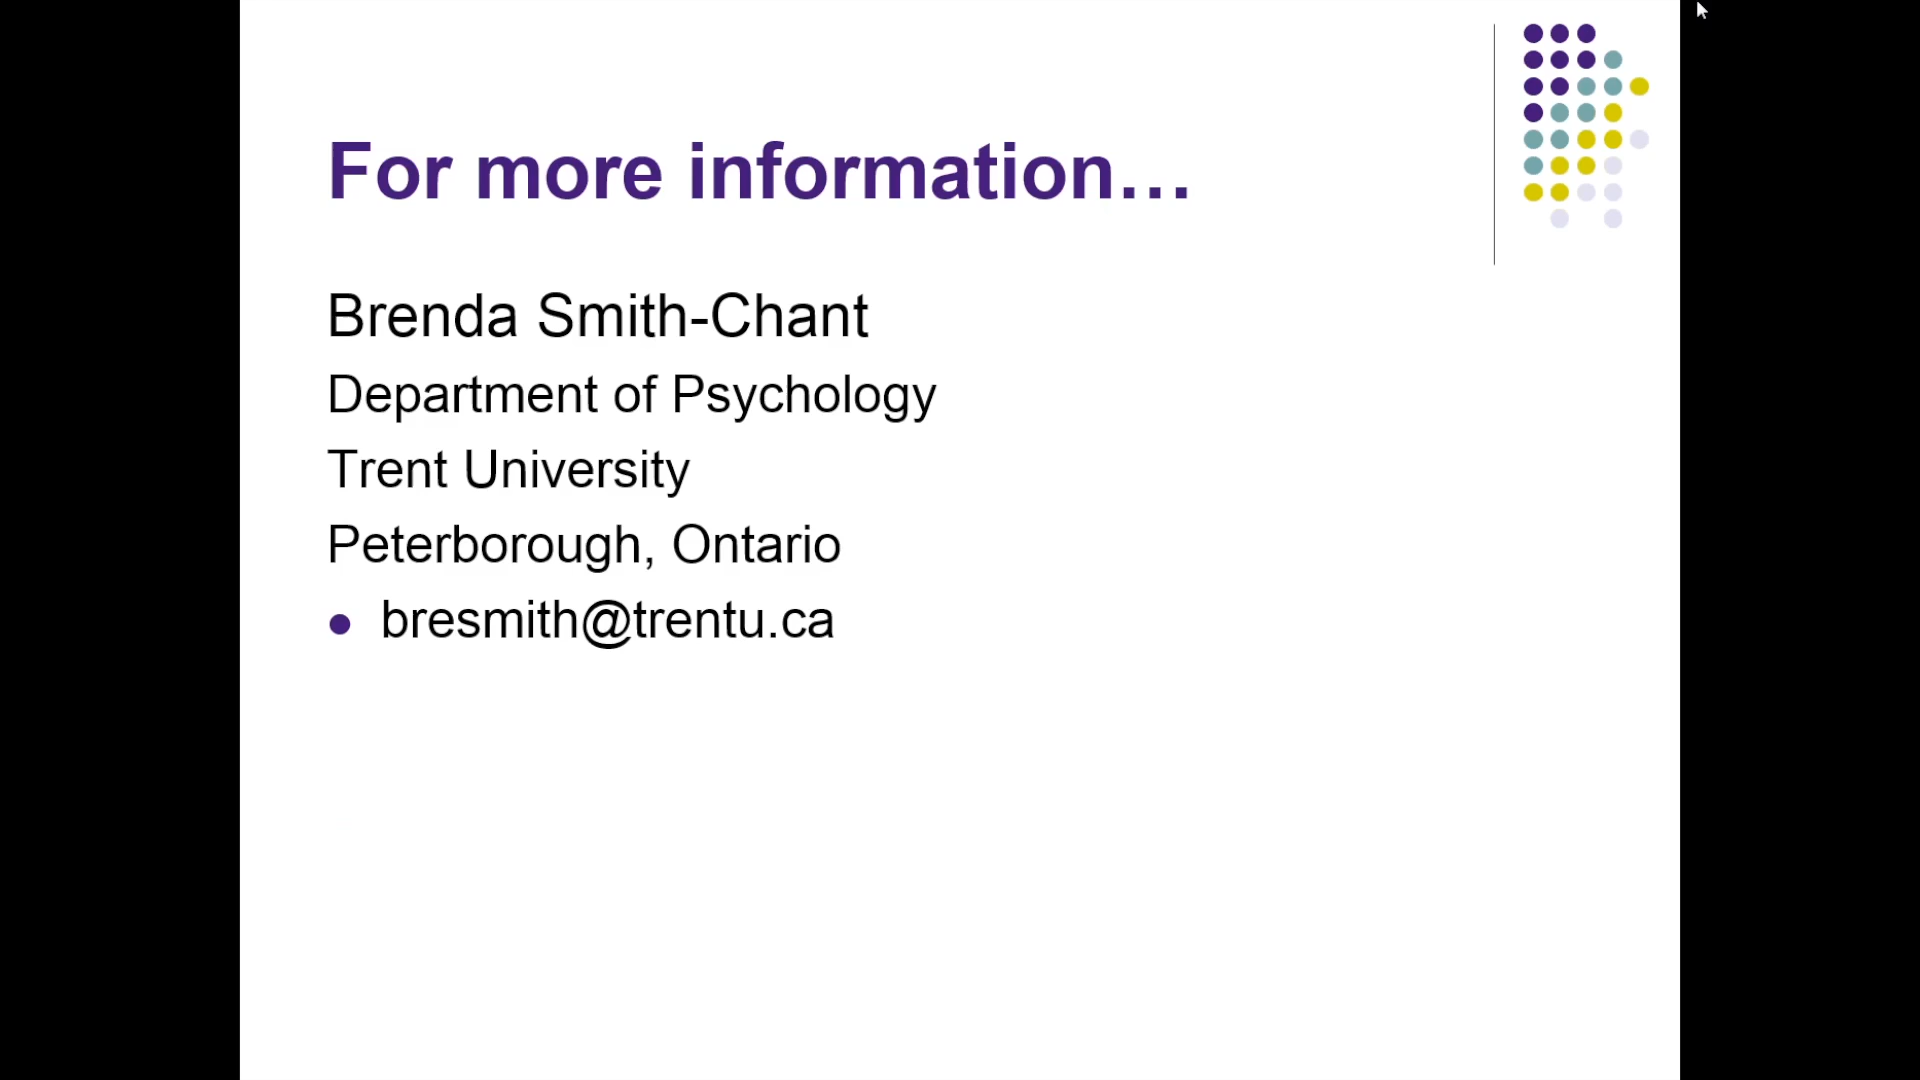 For more information…
Brenda Smith-Chant
Department of Psychology
Trent University
Peterborough, Ontario
● bresmith@trentu.ca